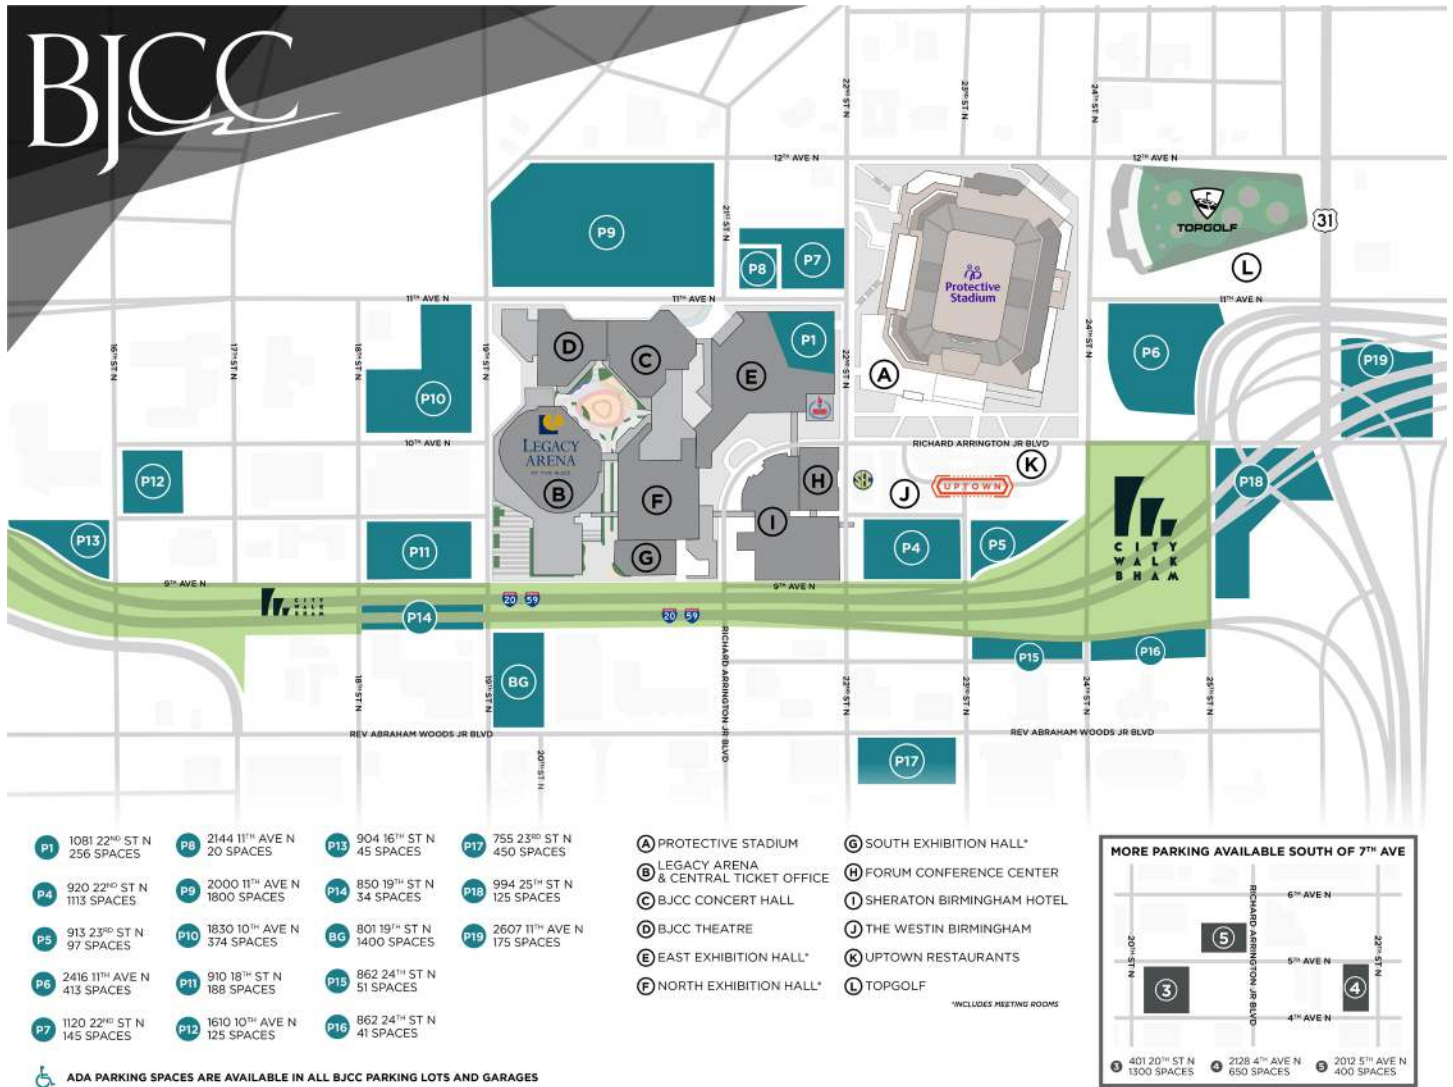 BJCC
22ND ST N
23RD ST N
24TH ST N
12TH AVE N
12TH AVE N
P9
21ST ST N
P8
P7
Protective
Stadium
TOPGOLF
31
L
11TH AVE N
11TH AVE N
11TH AVE N
16TH ST N
17TH ST N
18TH ST N
19TH ST N
D
C
E
P1
22ND ST N
A
24TH ST N
P6
P19
P10
LEGACY
ARENA
AT THE BJCC
B
10TH AVE N
RICHARD ARRINGTON JR BLVD
K
P12
F
H
SEC
J
UPTOWN
P18
P13
P11
G
I
P4
P5
CITY
WALK
BHAM
9TH AVE N
9TH AVE N
CITY
WALK
BHAM
20 59
20 59
P14
BG
P15
P16
18TH ST N
19TH ST N
RICHARD ARRINGTON JR BLVD
22ND ST N
23RD ST N
24TH ST N
25TH ST N
REV ABRAHAM WOODS JR BLVD
REV ABRAHAM WOODS JR BLVD
20TH ST N
P17
P1 1081 22ND ST N
256 SPACES
P4 920 22ND ST N
1113 SPACES
P5 913 23RD ST N
97 SPACES
P6 2416 11TH AVE N
413 SPACES
P7 1120 22ND ST N
145 SPACES
P8 2144 11TH AVE N
20 SPACES
P9 2000 11TH AVE N
1800 SPACES
P10 1830 10TH AVE N
374 SPACES
P11 910 18TH ST N
188 SPACES
P12 1610 10TH AVE N
125 SPACES
P13 904 16TH ST N
45 SPACES
P14 850 19TH ST N
34 SPACES
BG 801 19TH ST N
1400 SPACES
P15 862 24TH ST N
51 SPACES
P16 862 24TH ST N
41 SPACES
P17 755 23RD ST N
450 SPACES
P18 994 25TH ST N
125 SPACES
P19 2607 11TH AVE N
175 SPACES
ADA PARKING SPACES ARE AVAILABLE IN ALL BJCC PARKING LOTS AND GARAGES
A PROTECTIVE STADIUM
B LEGACY ARENA
& CENTRAL TICKET OFFICE
C BJCC CONCERT HALL
D BJCC THEATRE
E EAST EXHIBITION HALL*
F NORTH EXHIBITION HALL*
G SOUTH EXHIBITION HALL*
H FORUM CONFERENCE CENTER
I SHERATON BIRMINGHAM HOTEL
J THE WESTIN BIRMINGHAM
K UPTOWN RESTAURANTS
L TOPGOLF
*INCLUDES MEETING ROOMS
MORE PARKING AVAILABLE SOUTH OF 7TH AVE
6TH AVE N
20TH ST N
RICHARD ARRINGTON JR BLVD
22ND ST N
5
5TH AVE N
3
4
4TH AVE N
3 401 20TH ST N
1300 SPACES
4 2128 4TH AVE N
650 SPACES
5 2012 5TH AVE N
400 SPACES